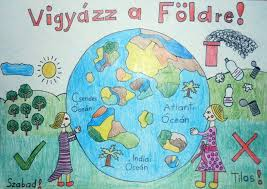 Vigyázz a Földre!
Csendes
Óceán
Atlanti-
Óceán
Indiai
Óceán
Szabad!
Tilos!